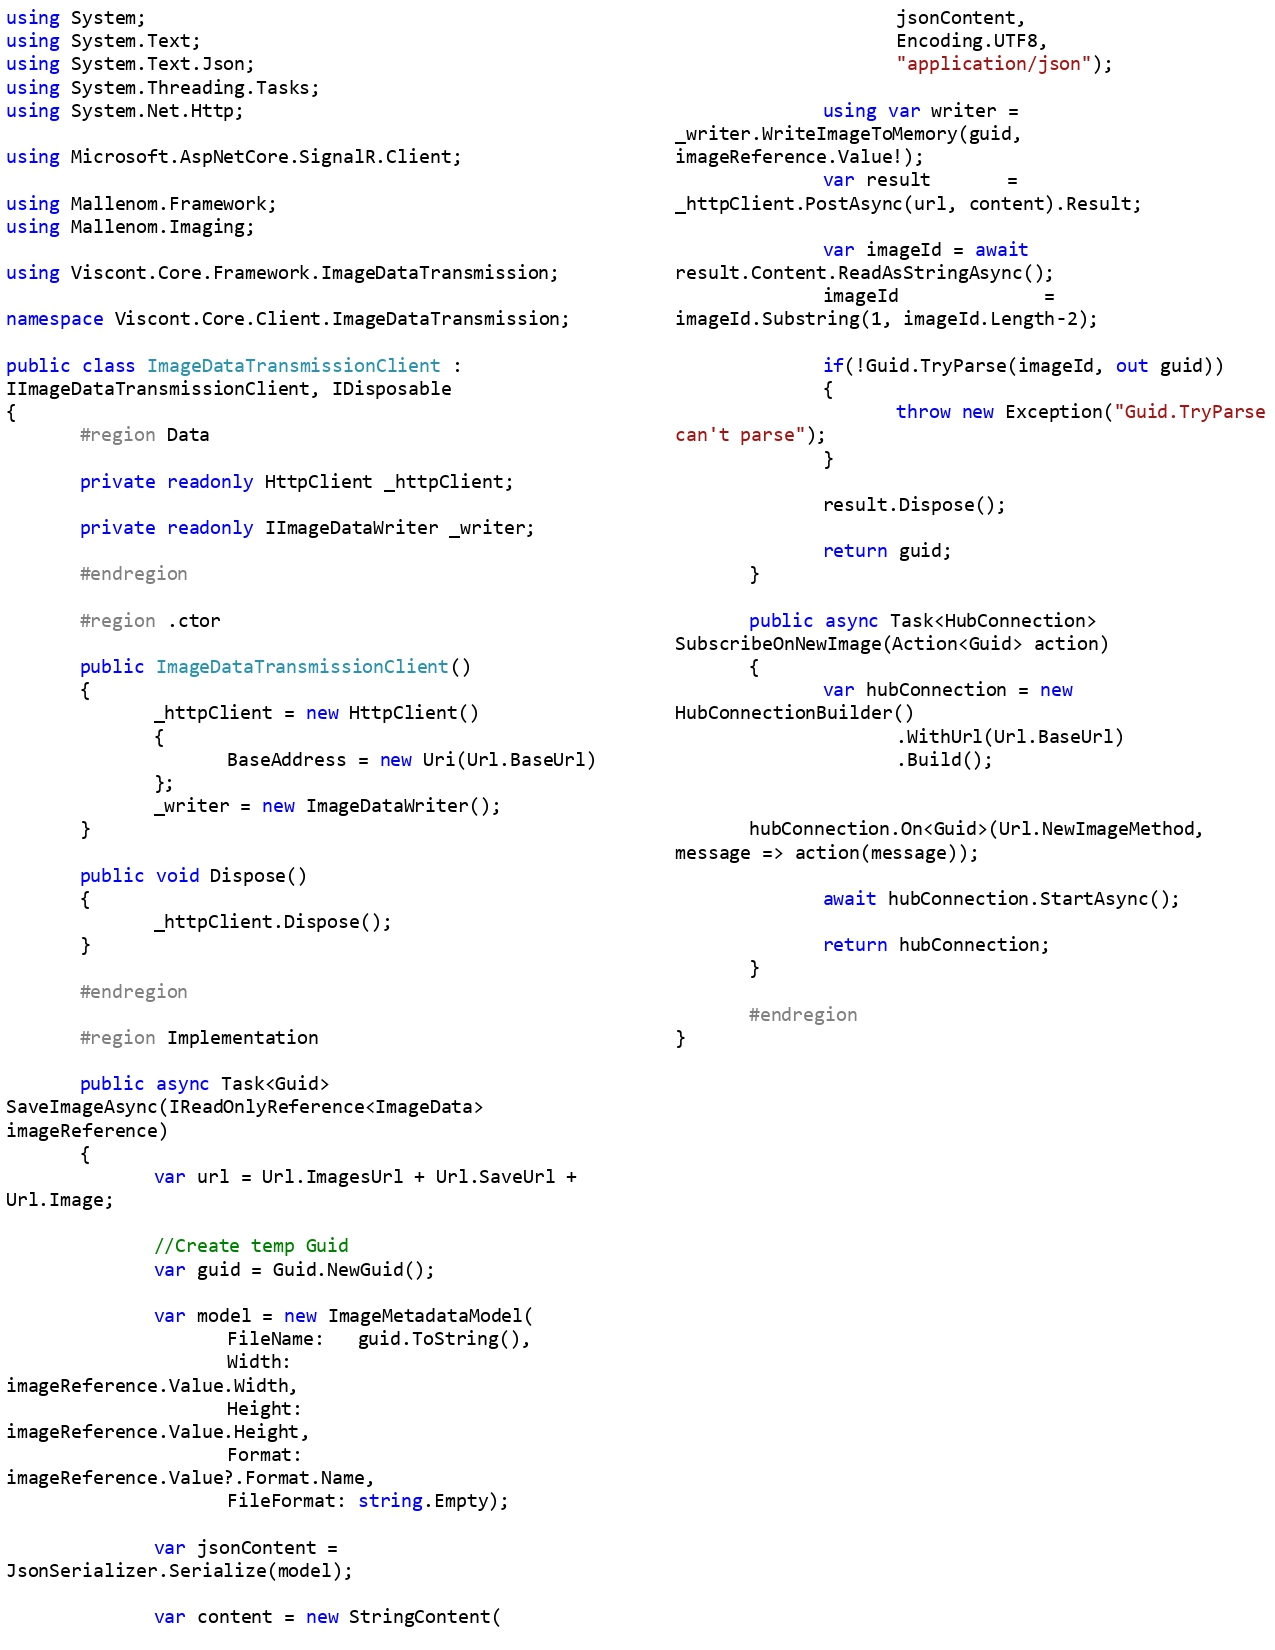 using System;
using System.Text;
using System.Text.Json;
using System.Threading.Tasks;
using System.Net.Http;
using Microsoft.AspNetCore.SignalR.Client;
using Mallenom.Framework;
using Mallenom.Imaging;
using Viscont.Core.Framework.ImageDataTransmission;
namespace Viscont.Core.Client.ImageDataTransmission;
public class ImageDataTransmissionClient :
IImageDataTransmissionClient, IDisposable
{
#region Data
private readonly HttpClient _httpClient;
private readonly IImageDataWriter _writer;
#endregion
#region .ctor
public ImageDataTransmissionClient()
{
_httpClient = new HttpClient()
{
BaseAddress = new Uri(Url.BaseUrl)
};
_writer = new ImageDataWriter();
}
public void Dispose()
{
_httpClient.Dispose();
}
#endregion
#region Implementation
public async Task<Guid>
SaveImageAsync(IReadOnlyReference<ImageData>
imageReference)
{
var url = Url.ImagesUrl + Url.SaveUrl +
Url.Image;
//Create temp Guid
var guid = Guid.NewGuid();
var model = new ImageMetadataModel(
FileName:   guid.ToString(),
Width:
imageReference.Value.Width,
Height:
imageReference.Value.Height,
Format:
imageReference.Value?.Format.Name,
FileFormat: string.Empty);
var jsonContent =
JsonSerializer.Serialize(model);
var content = new StringContent(
jsonContent,
Encoding.UTF8,
"application/json");
using var writer =
_writer.WriteImageToMemory(guid,
imageReference.Value!);
var result       =
_httpClient.PostAsync(url, content).Result;
var imageId = await
result.Content.ReadAsStringAsync();
imageId             =
imageId.Substring(1, imageId.Length-2);
if(!Guid.TryParse(imageId, out guid))
{
throw new Exception("Guid.TryParse
can't parse");
}
result.Dispose();
return guid;
}
public async Task<HubConnection>
SubscribeOnNewImage(Action<Guid> action)
{
var hubConnection = new
HubConnectionBuilder()
.WithUrl(Url.BaseUrl)
.Build();
hubConnection.On<Guid>(Url.NewImageMethod,
message => action(message));
await hubConnection.StartAsync();
return hubConnection;
}
#endregion
}